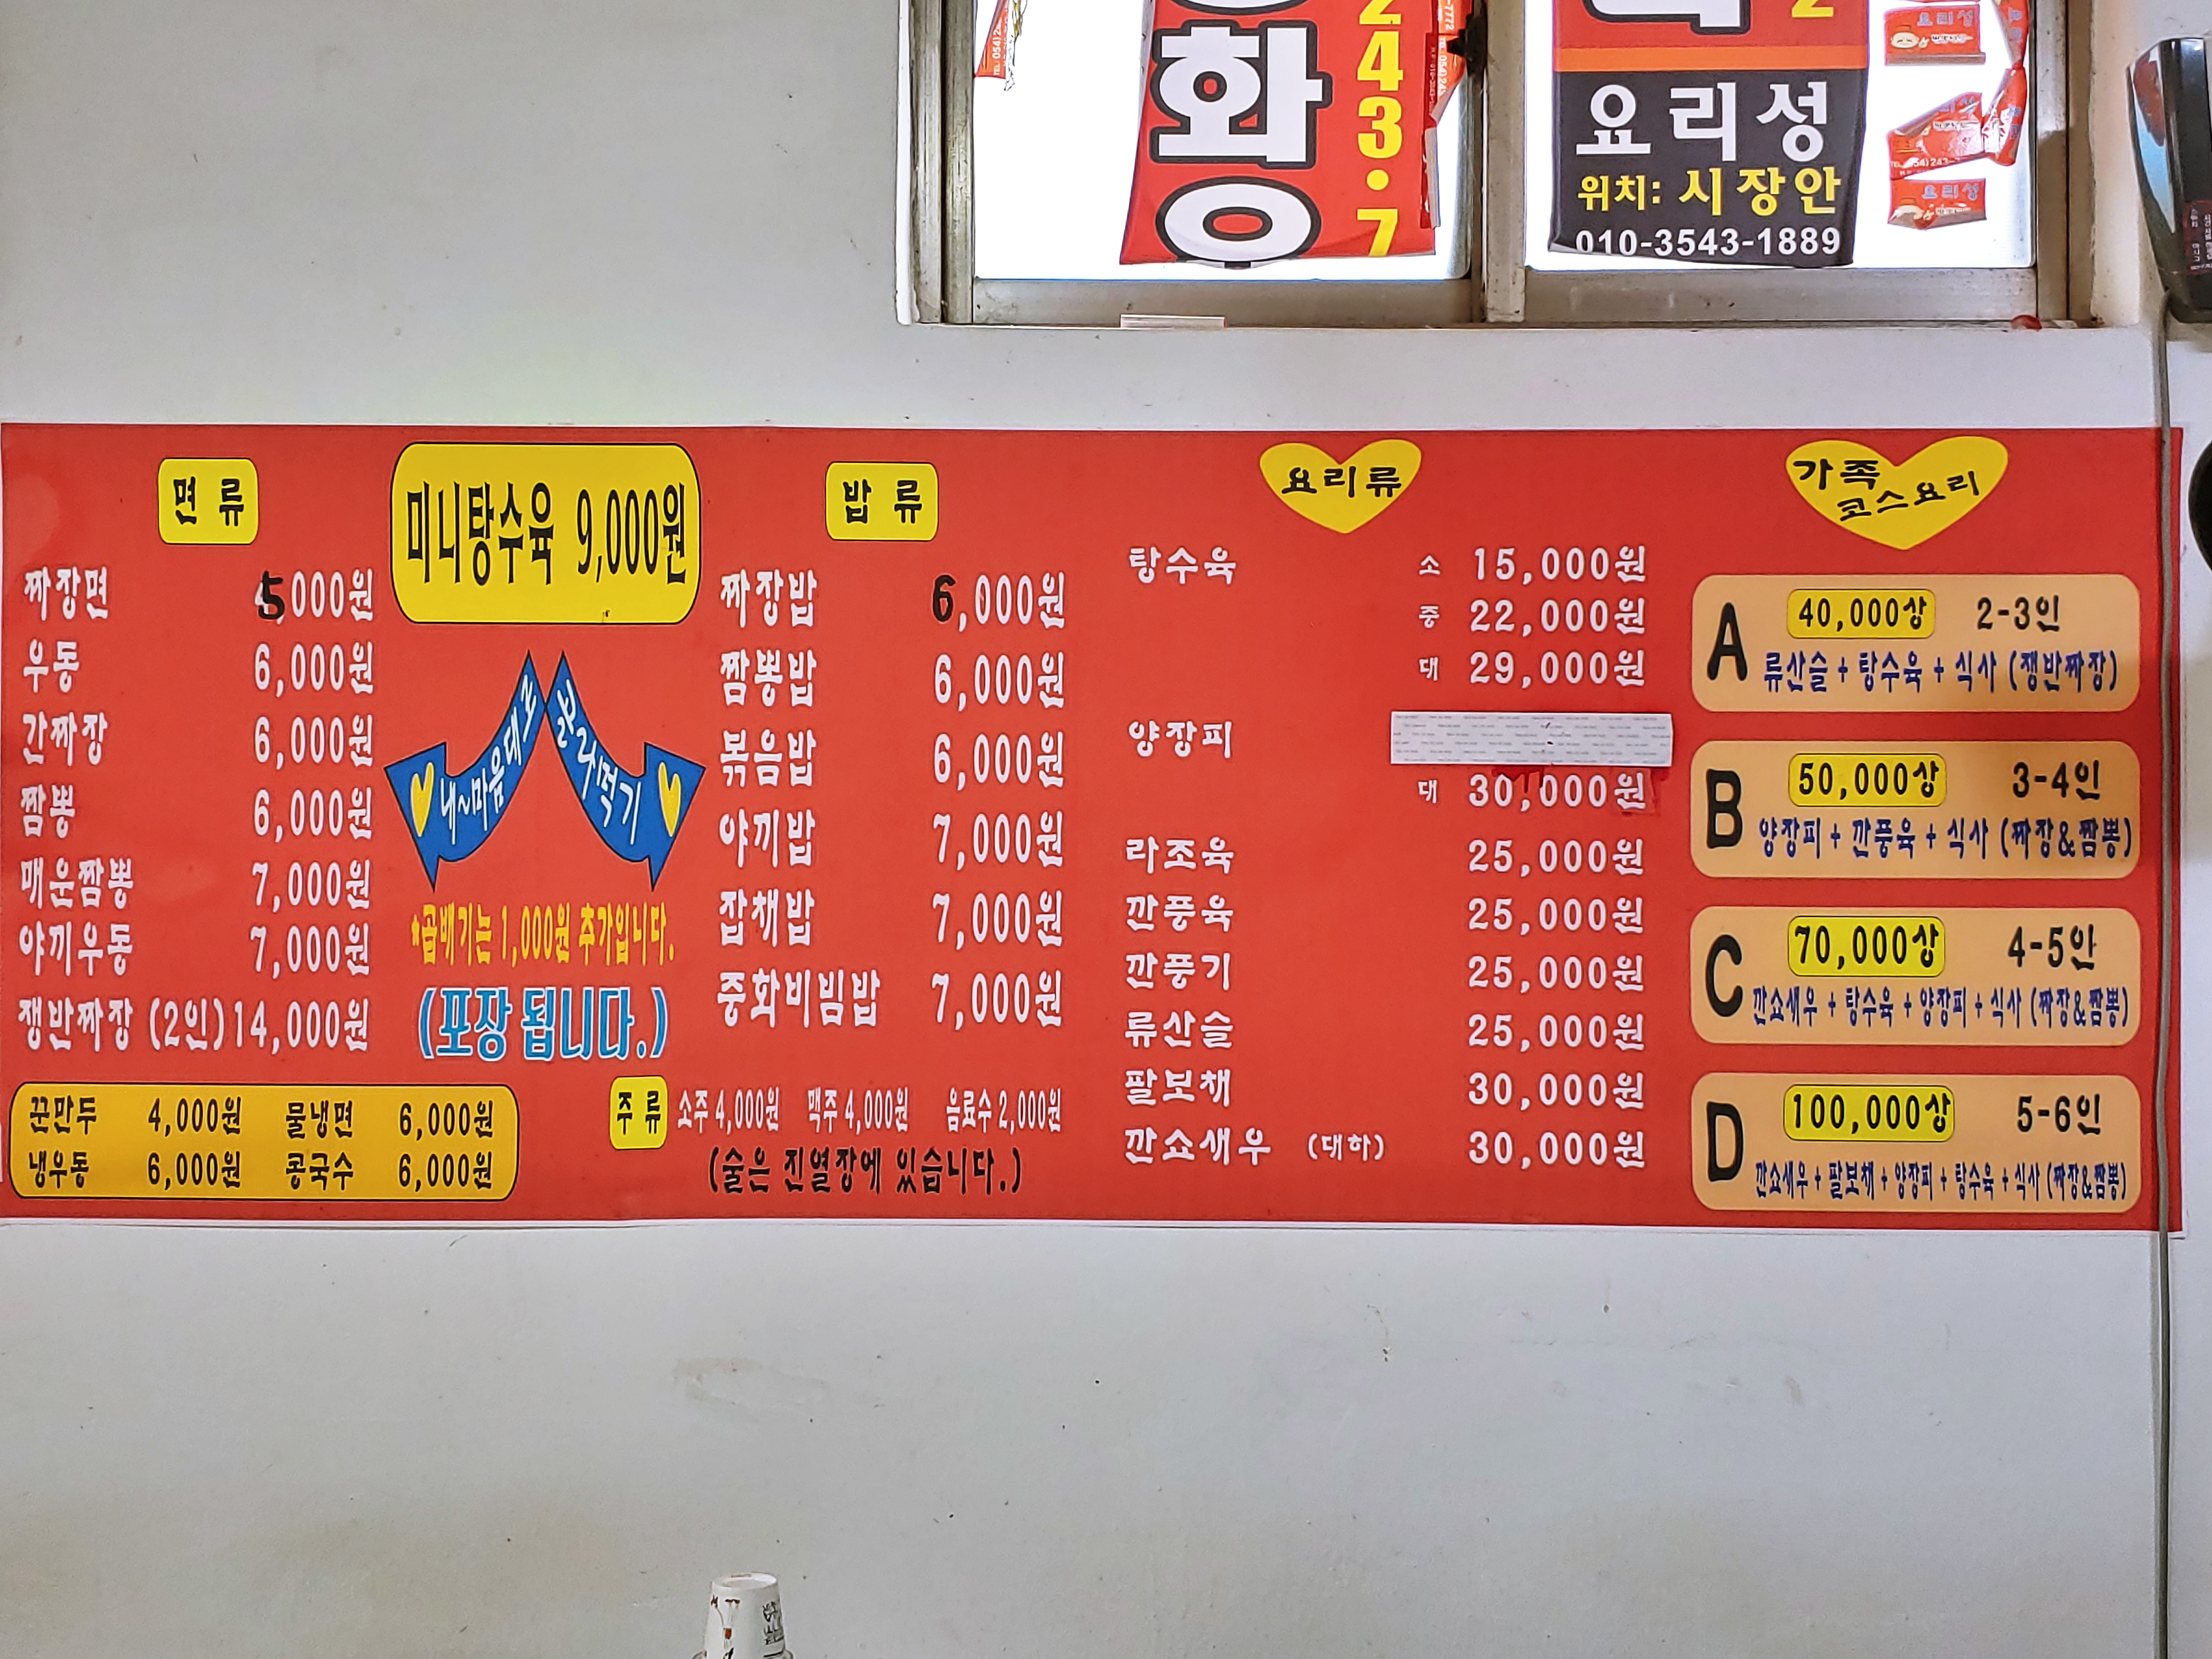 화
243·7
요리성
위치: 시장안
010-3543-1889
면 류
짜장면 5,000원
우동 6,000원
간짜장 6,000원
짬뽕 6,000원
매운짬뽕 7,000원
야끼우동 7,000원
쟁반짜장 (2인) 14,000원
꾼만두 4,000원 물냉면 6,000원
냉우동 6,000원 콩국수 6,000원
미니탕수육 9,000원
내~마음대로 골라먹기
*곱배기는 1,000원 추가입니다.
(포장 됩니다.)
밥 류
짜장밥 6,000원
짬뽕밥 6,000원
볶음밥 6,000원
야끼밥 7,000원
잡채밥 7,000원
중화비빔밥 7,000원
주 류 소주 4,000원 맥주 4,000원 음료수 2,000원
(술은 진열장에 있습니다.)
요리류
탕수육 소 15,000원
중 22,000원
대 29,000원
양장피
대 30,000원
라조육 25,000원
깐풍육 25,000원
깐풍기 25,000원
류산슬 25,000원
팔보채 30,000원
깐쇼새우 (대하) 30,000원
가족
코스요리
A 40,000상 2-3인
류산슬 + 탕수육 + 식사 (쟁반짜장)
B 50,000상 3-4인
양장피 + 깐풍육 + 식사 (짜장&짬뽕)
C 70,000상 4-5인
깐쇼새우 + 탕수육 + 양장피 + 식사 (짜장&짬뽕)
D 100,000상 5-6인
깐쇼새우 + 팔보채 + 양장피 + 탕수육 + 식사 (짜장&짬뽕)